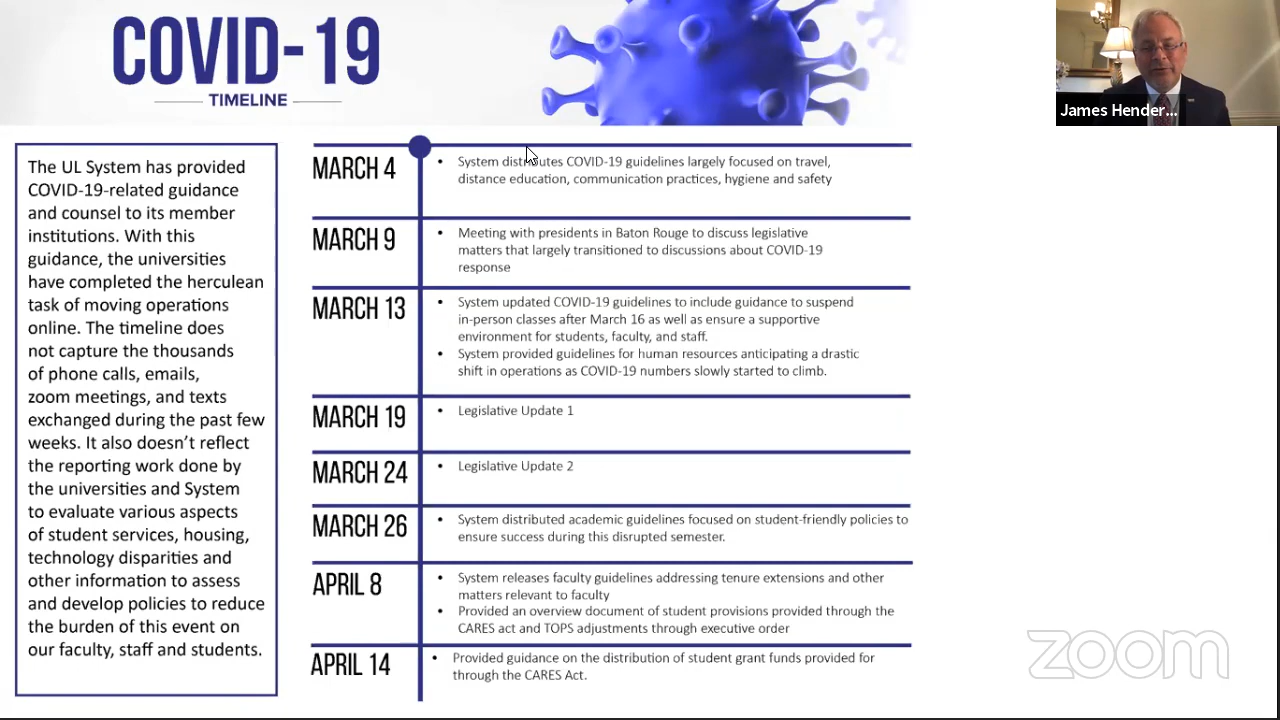 COVID-19
TIMELINE
James Hender...
The UL System has provided
COVID-19-related guidance
and counsel to its member
institutions. With this
guidance, the universities
have completed the herculean
task of moving operations
online. The timeline does
not capture the thousands
of phone calls, emails,
zoom meetings, and texts
exchanged during the past few
weeks. It also doesn't reflect
the reporting work done by
the universities and System
to evaluate various aspects
of student services, housing,
technology disparities and
other information to assess
and develop policies to reduce
the burden of this event on
our faculty, staff and students.
MARCH 4
• System distributes COVID-19 guidelines largely focused on travel,
distance education, communication practices, hygiene and safety
MARCH 9
• Meeting with presidents in Baton Rouge to discuss legislative
matters that largely transitioned to discussions about COVID-19
response
MARCH 13
• System updated COVID-19 guidelines to include guidance to suspend
in-person classes after March 16 as well as ensure a supportive
environment for students, faculty, and staff.
• System provided guidelines for human resources anticipating a drastic
shift in operations as COVID-19 numbers slowly started to climb.
MARCH 19
• Legislative Update 1
MARCH 24
• Legislative Update 2
MARCH 26
• System distributed academic guidelines focused on student-friendly policies to
ensure success during this disrupted semester.
APRIL 8
• System releases faculty guidelines addressing tenure extensions and other
matters relevant to faculty
• Provided an overview document of student provisions provided through the
CARES act and TOPS adjustments through executive order
APRIL 14
• Provided guidance on the distribution of student grant funds provided for
through the CARES Act.
zoom